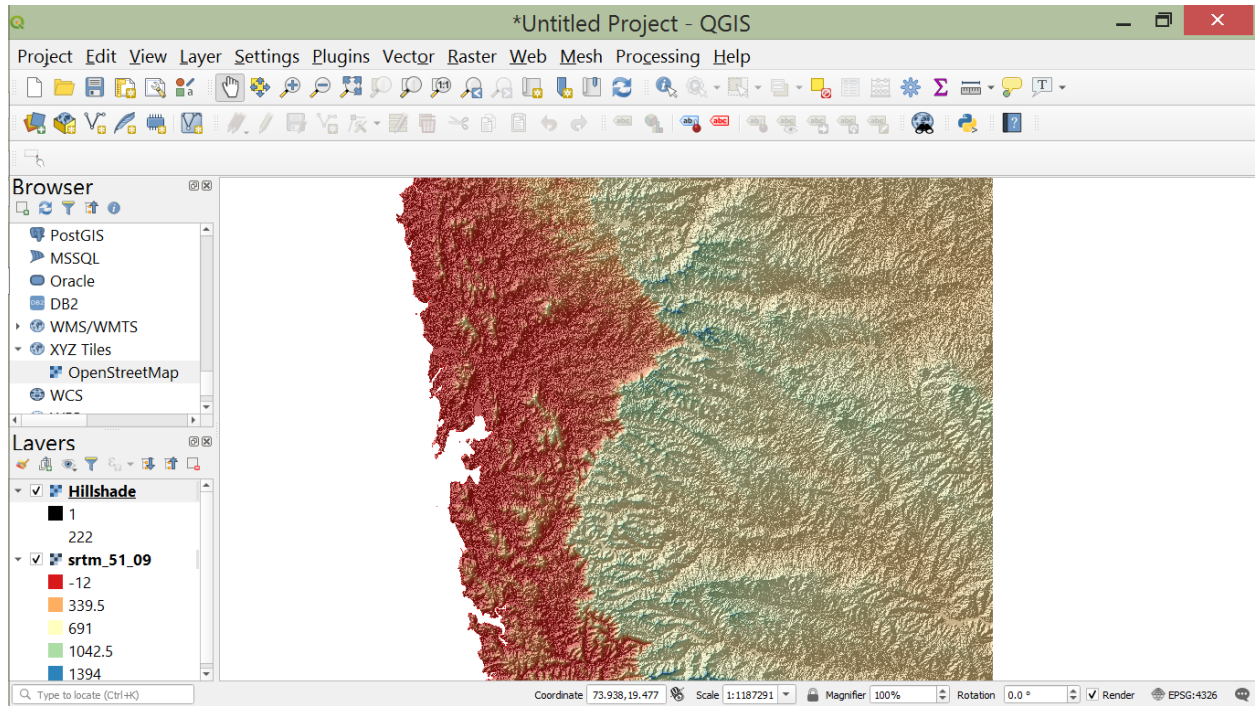 *Untitled Project - QGIS
Project Edit View Layer Settings Plugins Vector Raster Web Mesh Processing Help
Browser
PostGIS
MSSQL
Oracle
DB2
WMS/WMTS
XYZ Tiles
OpenStreetMap
WCS
Layers
Hillshade
1
222
srtm_51_09
-12
339.5
691
1042.5
1394
Type to locate (Ctrl+K) Coordinate 73.938,19.477 Scale 1:1187291 Magnifier 100% Rotation 0.0 ° Render EPSG:4326